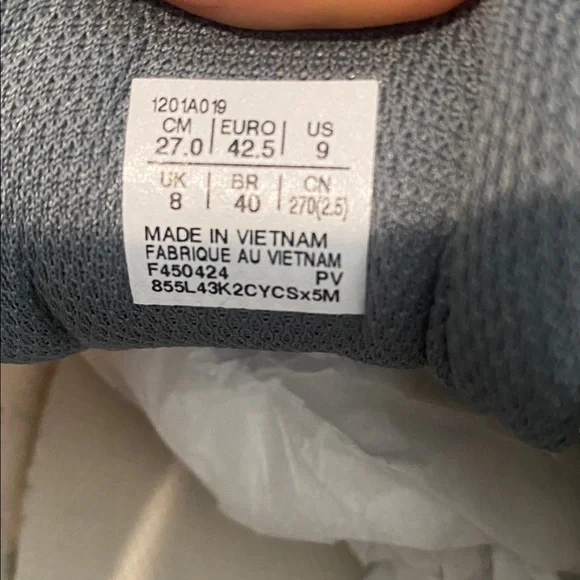 1201A019
CM | EURO | US
27.0 | 42.5 | 9
UK | BR | CN
8 | 40 | 270(2.5)
MADE IN VIETNAM
FABRIQUE AU VIETNAM
F450424 PV
855L43K2CYCSx5M